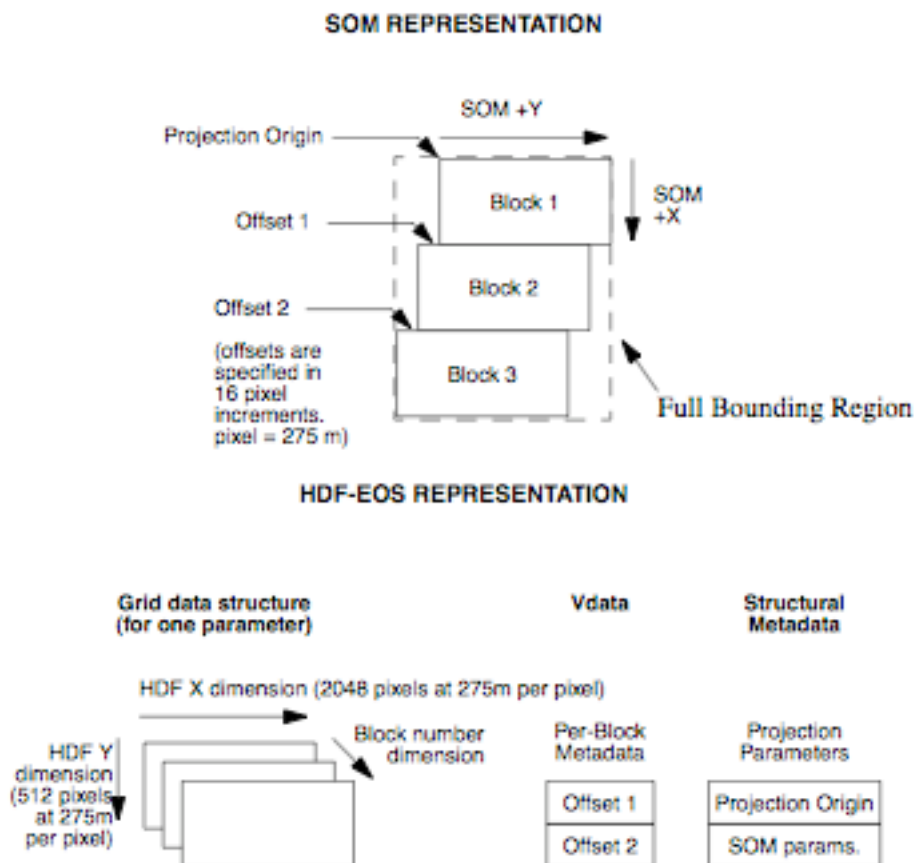 SOM REPRESENTATION
SOM +Y
Projection Origin
Block 1
SOM
+X
Offset 1
Block 2
Offset 2
(offsets are
specified in
16 pixel
increments.
pixel = 275 m)
Block 3
Full Bounding Region
HDF-EOS REPRESENTATION
Grid data structure
(for one parameter)
Vdata
Structural
Metadata
HDF X dimension (2048 pixels at 275m per pixel)
Block number
dimension
HDF Y
dimension
(512 pixels
at 275m
per pixel)
Per-Block
Metadata
Projection
Parameters
Offset 1
Projection Origin
Offset 2
SOM params.